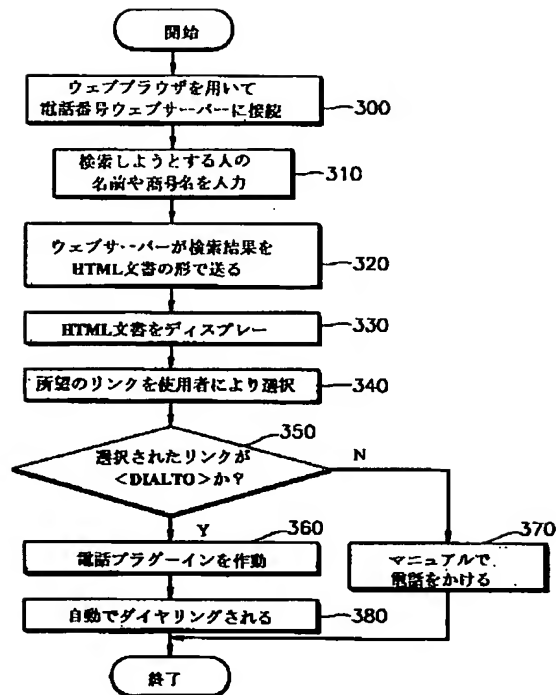 開始
ウェブブラウザを用いて
電話番号ウェブサーバーに接続
300
検索しようとする人の
名前や商号名を入力
310
ウェブサーバーが検索結果を
HTML文書の形で送る
320
HTML文書をディスプレー
330
所望のリンクを使用者により選択
340
350
選択されたリンクが
<DIALTO>か?
N
Y
360
電話プラグーインを作動
370
マニュアルで
電話をかける
自動でダイヤリングされる
380
終了